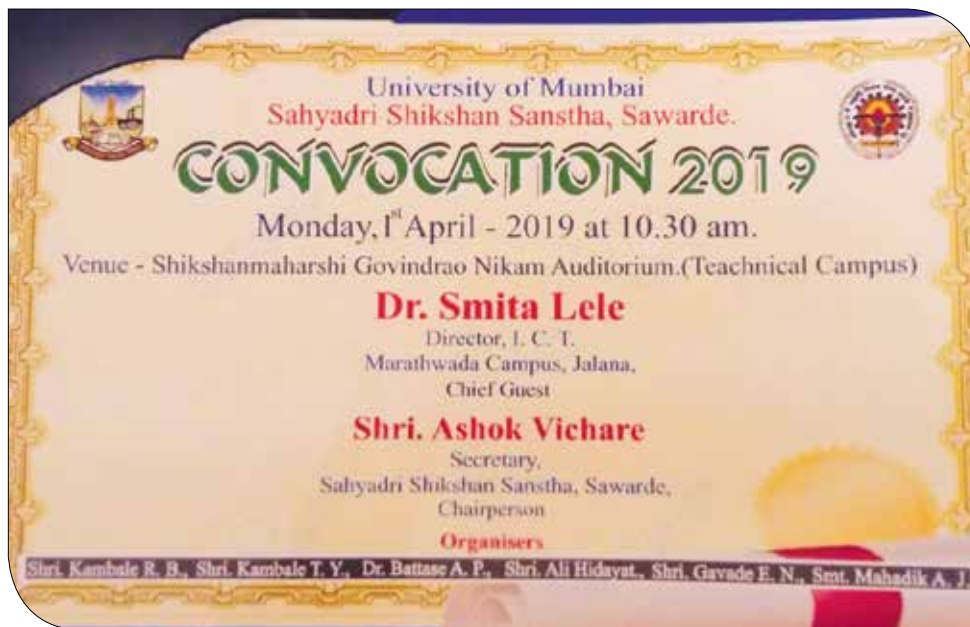 University of Mumbai
Sahyadri Shikshan Sanstha, Sawarde.
CONVOCATION 2019
Monday, 1st April - 2019 at 10.30 am.
Venue - Shikshanmaharshi Govindrao Nikam Auditorium.(Teachnical Campus)
Dr. Smita Lele
Director, I. C. T.
Marathwada Campus, Jalana,
Chief Guest
Shri. Ashok Vichare
Secretary,
Sahyadri Shikshan Sanstha, Sawarde,
Chairperson
Organisers
Shri. Kambale R. B., Shri. Kambale T. Y., Dr. Battase A. P., Shri. Ali Hidayat., Shri. Gavade E. N., Smt. Mahadik A. J.